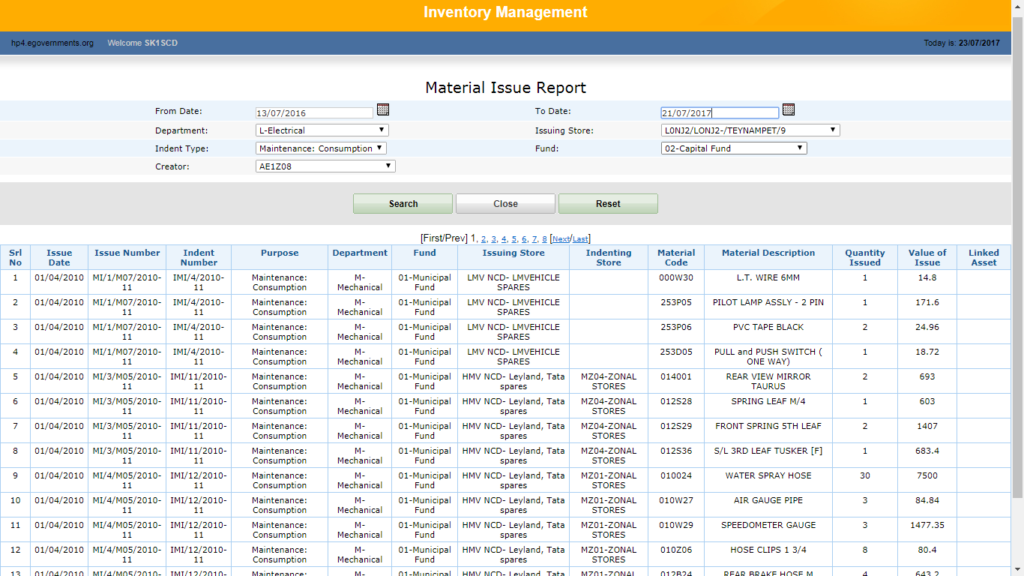 Inventory Management
hp4.egovernments.org Welcome SK1SCD Today is: 23/07/2017
Material Issue Report
From Date: 13/07/2016 To Date: 21/07/2017
Department: L-Electrical Issuing Store: L0NJ2/LONJ2-/TEYNAMPET/9
Indent Type: Maintenance: Consumption Fund: 02-Capital Fund
Creator: AE1Z08
Search Close Reset
[First/Prev] 1, 2, 3, 4, 5, 6, 7, 8 [Next/Last]
Srl No Issue Date Issue Number Indent Number Purpose Department Fund Issuing Store Indenting Store Material Code Material Description Quantity Issued Value of Issue Linked Asset
1 01/04/2010 MI/1/M07/2010-11 IMI/4/2010-11 Maintenance: Consumption M-Mechanical 01-Municipal Fund LMV NCD- LMVEHICLE SPARES 000W30 L.T. WIRE 6MM 1 14.8
2 01/04/2010 MI/1/M07/2010-11 IMI/4/2010-11 Maintenance: Consumption M-Mechanical 01-Municipal Fund LMV NCD- LMVEHICLE SPARES 253P05 PILOT LAMP ASSLY - 2 PIN 1 171.6
3 01/04/2010 MI/1/M07/2010-11 IMI/4/2010-11 Maintenance: Consumption M-Mechanical 01-Municipal Fund LMV NCD- LMVEHICLE SPARES 253P06 PVC TAPE BLACK 2 24.96
4 01/04/2010 MI/1/M07/2010-11 IMI/4/2010-11 Maintenance: Consumption M-Mechanical 01-Municipal Fund LMV NCD- LMVEHICLE SPARES 253D05 PULL and PUSH SWITCH ( ONE WAY) 1 18.72
5 01/04/2010 MI/3/M05/2010-11 IMI/11/2010-11 Maintenance: Consumption M-Mechanical 01-Municipal Fund HMV NCD- Leyland, Tata spares MZ04-ZONAL STORES 014001 REAR VIEW MIRROR TAURUS 2 693
6 01/04/2010 MI/3/M05/2010-11 IMI/11/2010-11 Maintenance: Consumption M-Mechanical 01-Municipal Fund HMV NCD- Leyland, Tata spares MZ04-ZONAL STORES 012S28 SPRING LEAF M/4 1 603
7 01/04/2010 MI/3/M05/2010-11 IMI/11/2010-11 Maintenance: Consumption M-Mechanical 01-Municipal Fund HMV NCD- Leyland, Tata spares MZ04-ZONAL STORES 012S29 FRONT SPRING 5TH LEAF 2 1407
8 01/04/2010 MI/3/M05/2010-11 IMI/11/2010-11 Maintenance: Consumption M-Mechanical 01-Municipal Fund HMV NCD- Leyland, Tata spares MZ04-ZONAL STORES 012S36 S/L 3RD LEAF TUSKER [F] 1 683.4
9 01/04/2010 MI/4/M05/2010-11 IMI/12/2010-11 Maintenance: Consumption M-Mechanical 01-Municipal Fund HMV NCD- Leyland, Tata spares MZ01-ZONAL STORES 010024 WATER SPRAY HOSE 30 7500
10 01/04/2010 MI/4/M05/2010-11 IMI/12/2010-11 Maintenance: Consumption M-Mechanical 01-Municipal Fund HMV NCD- Leyland, Tata spares MZ01-ZONAL STORES 010W27 AIR GAUGE PIPE 3 84.84
11 01/04/2010 MI/4/M05/2010-11 IMI/12/2010-11 Maintenance: Consumption M-Mechanical 01-Municipal Fund HMV NCD- Leyland, Tata spares MZ01-ZONAL STORES 010W29 SPEEDOMETER GAUGE 3 1477.35
12 01/04/2010 MI/4/M05/2010-11 IMI/12/2010-11 Maintenance: Consumption M-Mechanical 01-Municipal Fund HMV NCD- Leyland, Tata spares MZ01-ZONAL STORES 010Z06 HOSE CLIPS 1 3/4 8 80.4
13 01/04/2010 MI/4/M05/2010- IMI/12/2010- Maintenance: M- 01-Municipal HMV NCD- Leyland, Tata MZ01-ZONAL 012B24 REAR BRAKE HOSE M 4 643.2